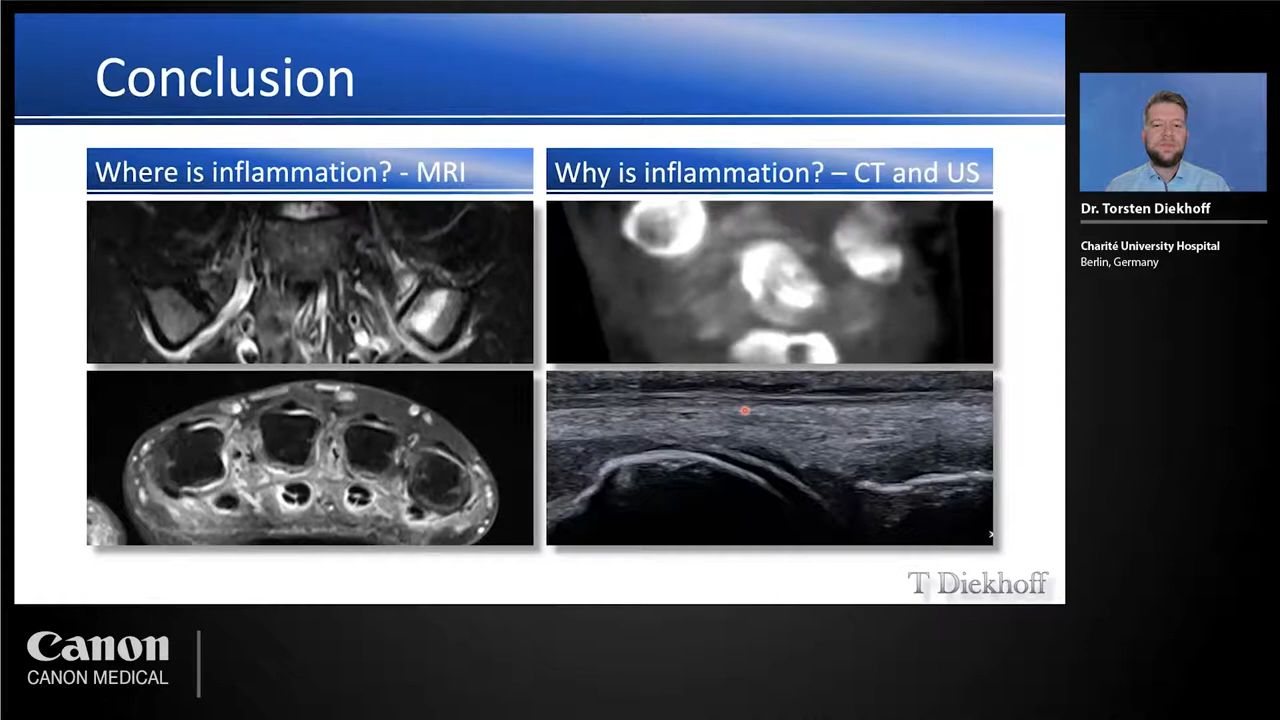 Conclusion
Where is inflammation? - MRI
Why is inflammation? – CT and US
T Diekhoff
Dr. Torsten Diekhoff
Charité University Hospital
Berlin, Germany
Canon
CANON MEDICAL